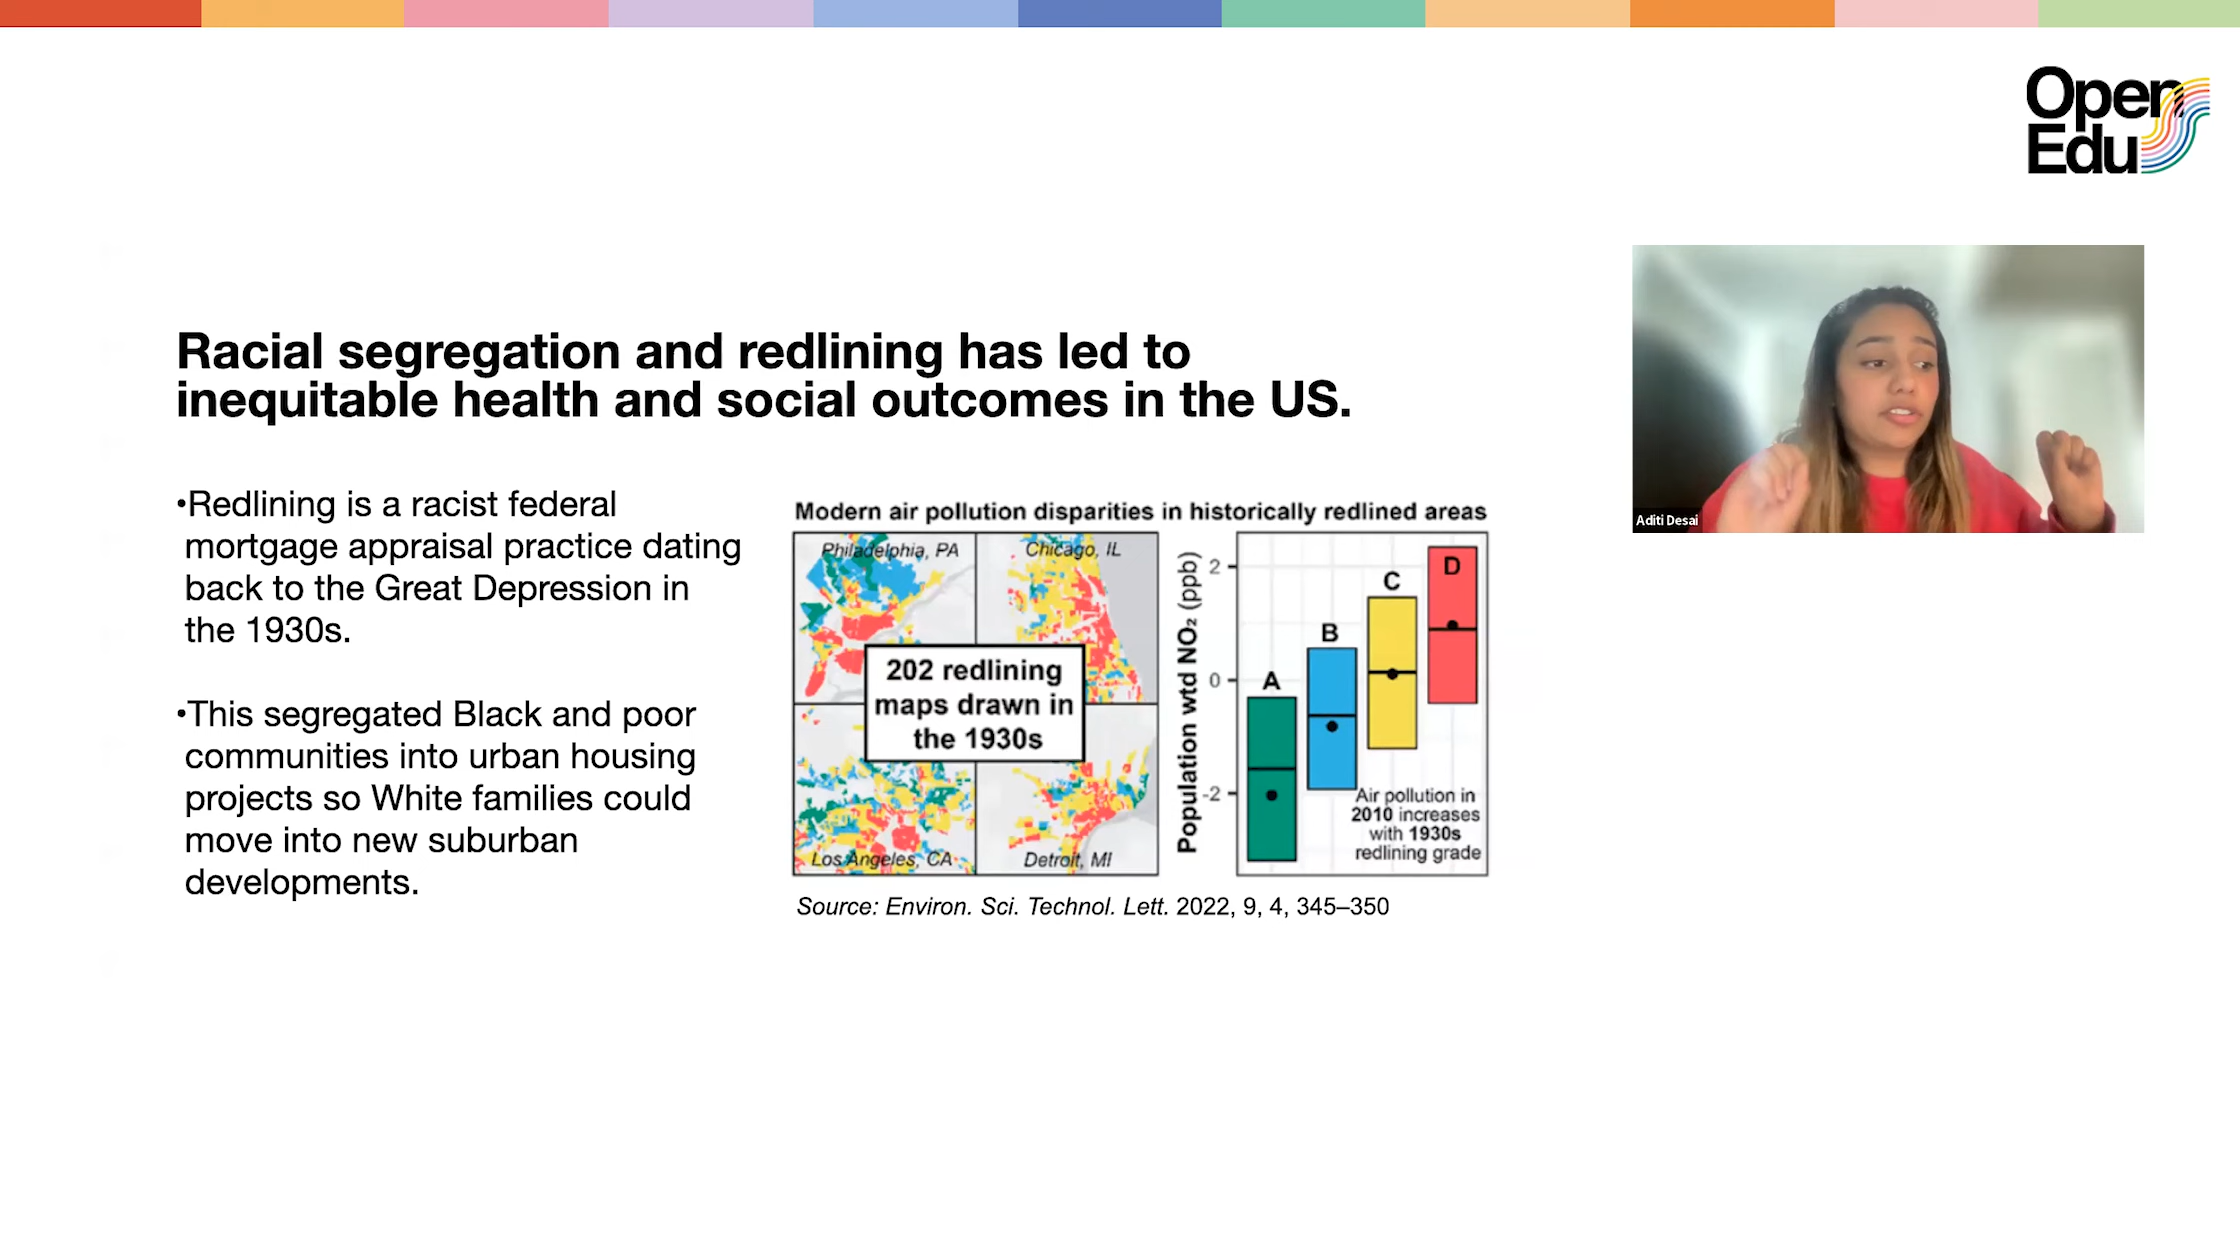 Open
Edu
Racial segregation and redlining has led to
inequitable health and social outcomes in the US.
•Redlining is a racist federal
mortgage appraisal practice dating
back to the Great Depression in
the 1930s.
•This segregated Black and poor
communities into urban housing
projects so White families could
move into new suburban
developments.
Modern air pollution disparities in historically redlined areas
Philadelphia, PA
Chicago, IL
202 redlining
maps drawn in
the 1930s
Los Angeles, CA
Detroit, MI
Population wtd NO₂ (ppb)
2
0
-2
A
B
C
D
Air pollution in
2010 increases
with 1930s
redlining grade
Source: Environ. Sci. Technol. Lett. 2022, 9, 4, 345–350
Aditi Desai